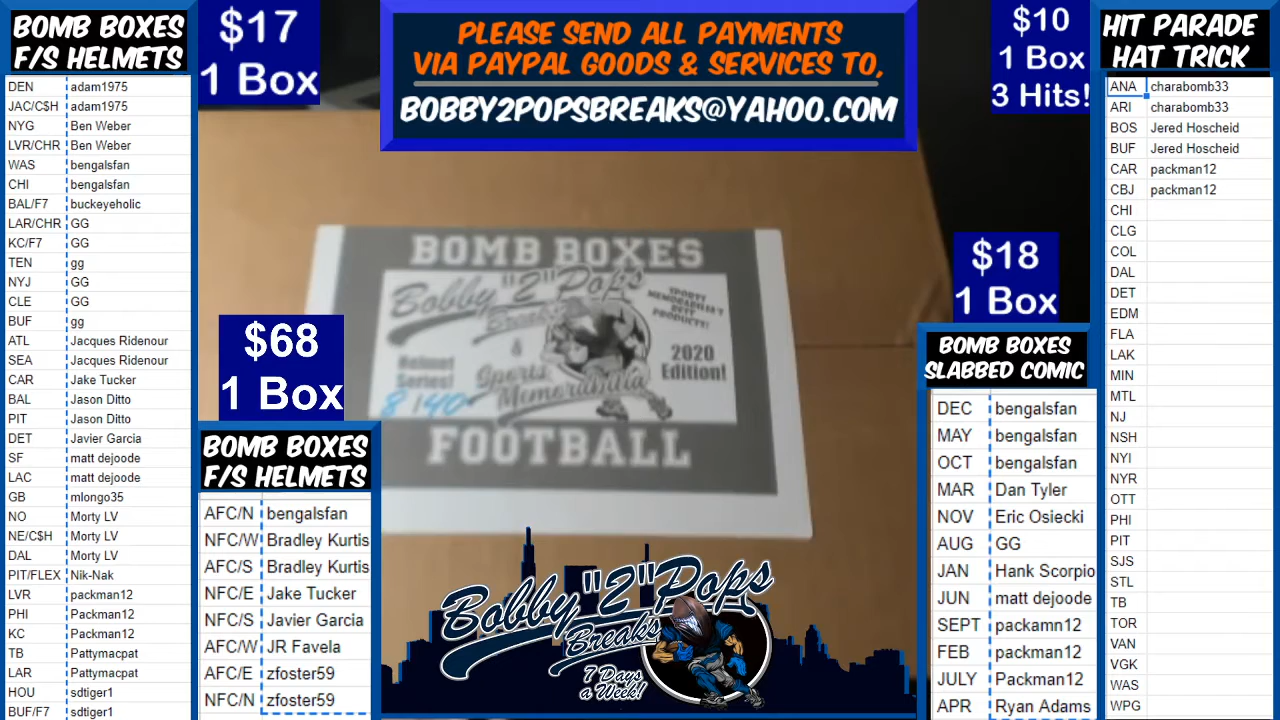 BOMB BOXES
F/S HELMETS
DEN adam1975
JAC/C$H adam1975
NYG Ben Weber
LVR/CHR Ben Weber
WAS bengalsfan
CHI bengalsfan
BAL/F7 buckeyeholic
LAR/CHR GG
KC/F7 GG
TEN gg
NYJ GG
CLE GG
BUF gg
ATL Jacques Ridenour
SEA Jacques Ridenour
CAR Jake Tucker
BAL Jason Ditto
PIT Jason Ditto
DET Javier Garcia
SF matt dejoode
LAC matt dejoode
GB mlongo35
NO Morty LV
NE/C$H Morty LV
DAL Morty LV
PIT/FLEX Nik-Nak
LVR packman12
PHI Packman12
KC Packman12
TB Pattymacpat
LAR Pattymacpat
HOU sdtiger1
BUF/F7 sdtiger1
$17
1 Box
$68
1 Box
BOMB BOXES
F/S HELMETS
AFC/N bengalsfan
NFC/W Bradley Kurtis
AFC/S Bradley Kurtis
NFC/E Jake Tucker
NFC/S Javier Garcia
AFC/W JR Favela
AFC/E zfoster59
NFC/N zfoster59
PLEASE SEND ALL PAYMENTS
VIA PAYPAL GOODS & SERVICES TO,
BOBBY2POPSBREAKS@YAHOO.COM
BOMB BOXES
Bobby "2" Pops
Breaks
&
Sports
Memorabilia
SPORTS
MEMORABILIA'S
BEST
PRODUCTS!
Helmet
Series!
2020
Edition!
FOOTBALL
Bobby "2" Pops
Breaks
7 Days
a Week!
$10
1 Box
3 Hits!
$18
1 Box
BOMB BOXES
SLABBED COMIC
DEC bengalsfan
MAY bengalsfan
OCT bengalsfan
MAR Dan Tyler
NOV Eric Osiecki
AUG GG
JAN Hank Scorpio
JUN matt dejoode
SEPT packamn12
FEB packman12
JULY Packman12
APR Ryan Adams
HIT PARADE
HAT TRICK
ANA charabomb33
ARI charabomb33
BOS Jered Hoscheid
BUF Jered Hoscheid
CAR packman12
CBJ packman12
CHI
CLG
COL
DAL
DET
EDM
FLA
LAK
MIN
MTL
NJ
NSH
NYI
NYR
OTT
PHI
PIT
SJS
STL
TB
TOR
VAN
VGK
WAS
WPG